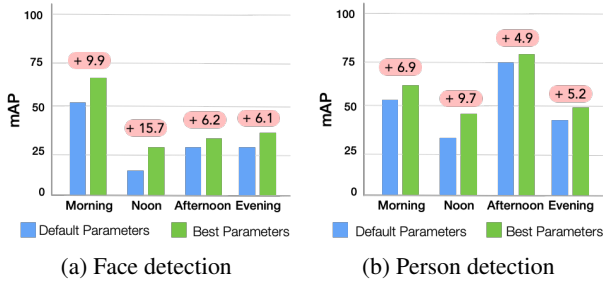 100
75
50
25
0
mAP
+ 9.9
+ 15.7
+ 6.2
+ 6.1
Morning Noon Afternoon Evening
Default Parameters Best Parameters
(a) Face detection
100
75
50
25
0
mAP
+ 6.9
+ 9.7
+ 4.9
+ 5.2
Morning Noon Afternoon Evening
Default Parameters Best Parameters
(b) Person detection